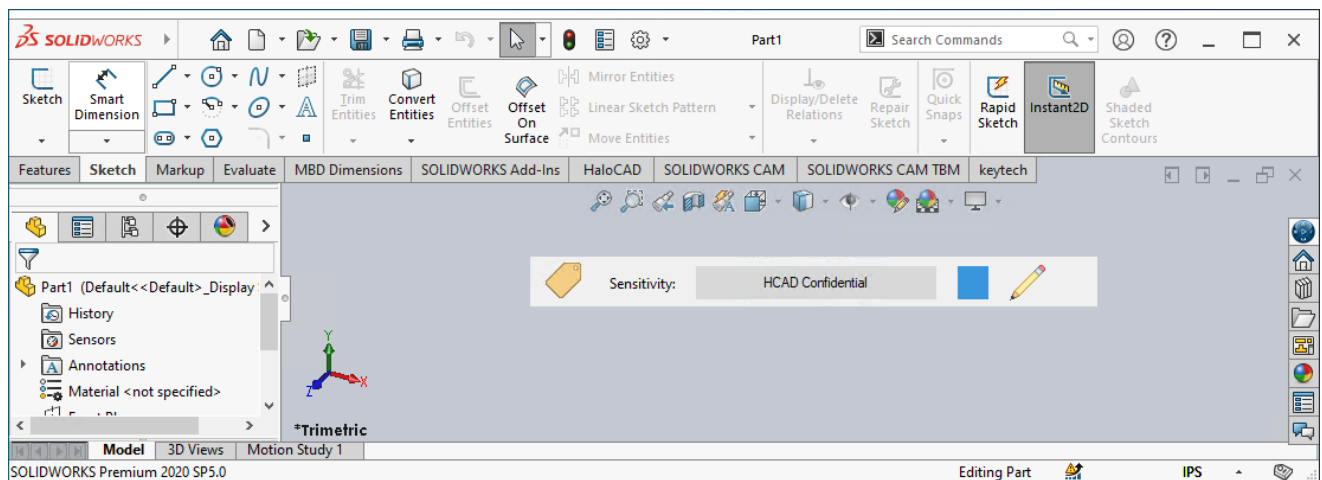 SOLIDWORKS
Part1
Search Commands
Sketch
Smart
Dimension
Trim
Entities
Convert
Entities
Offset
Entities
Offset
On
Surface
Mirror Entities
Linear Sketch Pattern
Move Entities
Display/Delete
Relations
Repair
Sketch
Quick
Snaps
Rapid
Sketch
Instant2D
Shaded
Sketch
Contours
Features Sketch Markup Evaluate MBD Dimensions SOLIDWORKS Add-Ins HaloCAD SOLIDWORKS CAM SOLIDWORKS CAM TBM keytech
Part1 (Default<<Default>_Display
History
Sensors
Annotations
Material <not specified>
Sensitivity: HCAD Confidential
Y
X
Z
*Trimetric
Model 3D Views Motion Study 1
SOLIDWORKS Premium 2020 SP5.0 Editing Part IPS